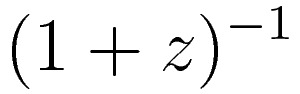 (1 + z)⁻¹